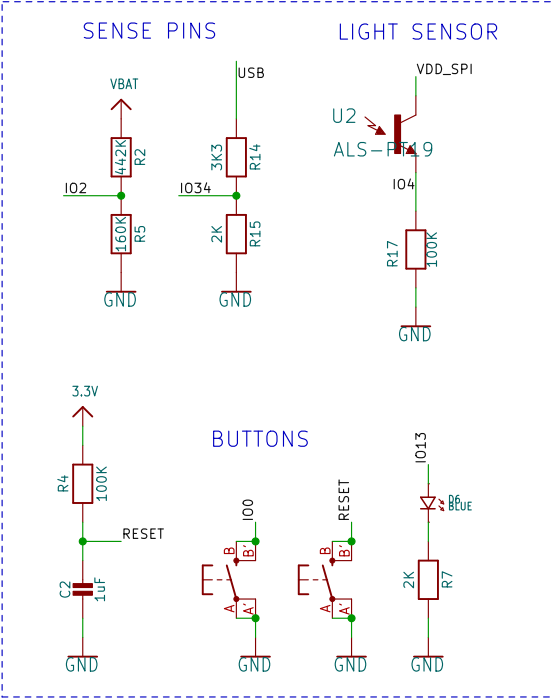 SENSE PINS
LIGHT SENSOR
VDD_SPI
USB
VBAT
U2
ALS-PT19
442K
R2
3K3
R14
IO2
IO34
IO4
160K
R5
2K
R15
R17
100K
GND
GND
GND
3.3V
BUTTONS
IO13
R4
100K
IO0
RESET
D6
BLUE
RESET
B
B'
B
B'
C2
1uF
2K
R7
A
A'
A
A'
GND
GND
GND
GND